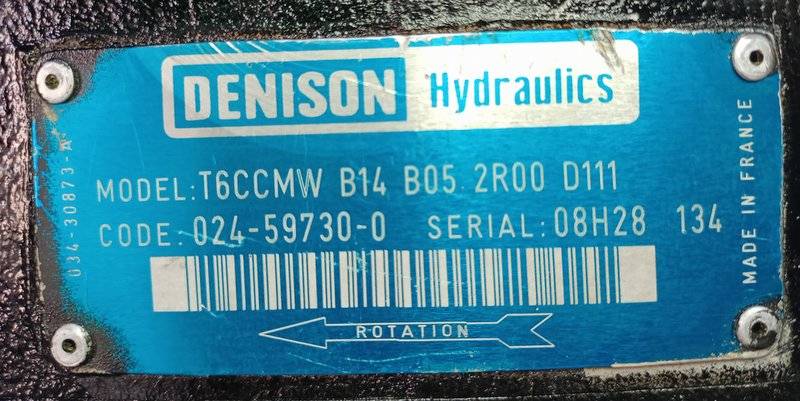 DENISON Hydraulics
MODEL: T6CCMW B14 B05 2R00 D111
CODE: 024-59730-0 SERIAL: 08H28 134
ROTATION
034-30873-A
MADE IN FRANCE